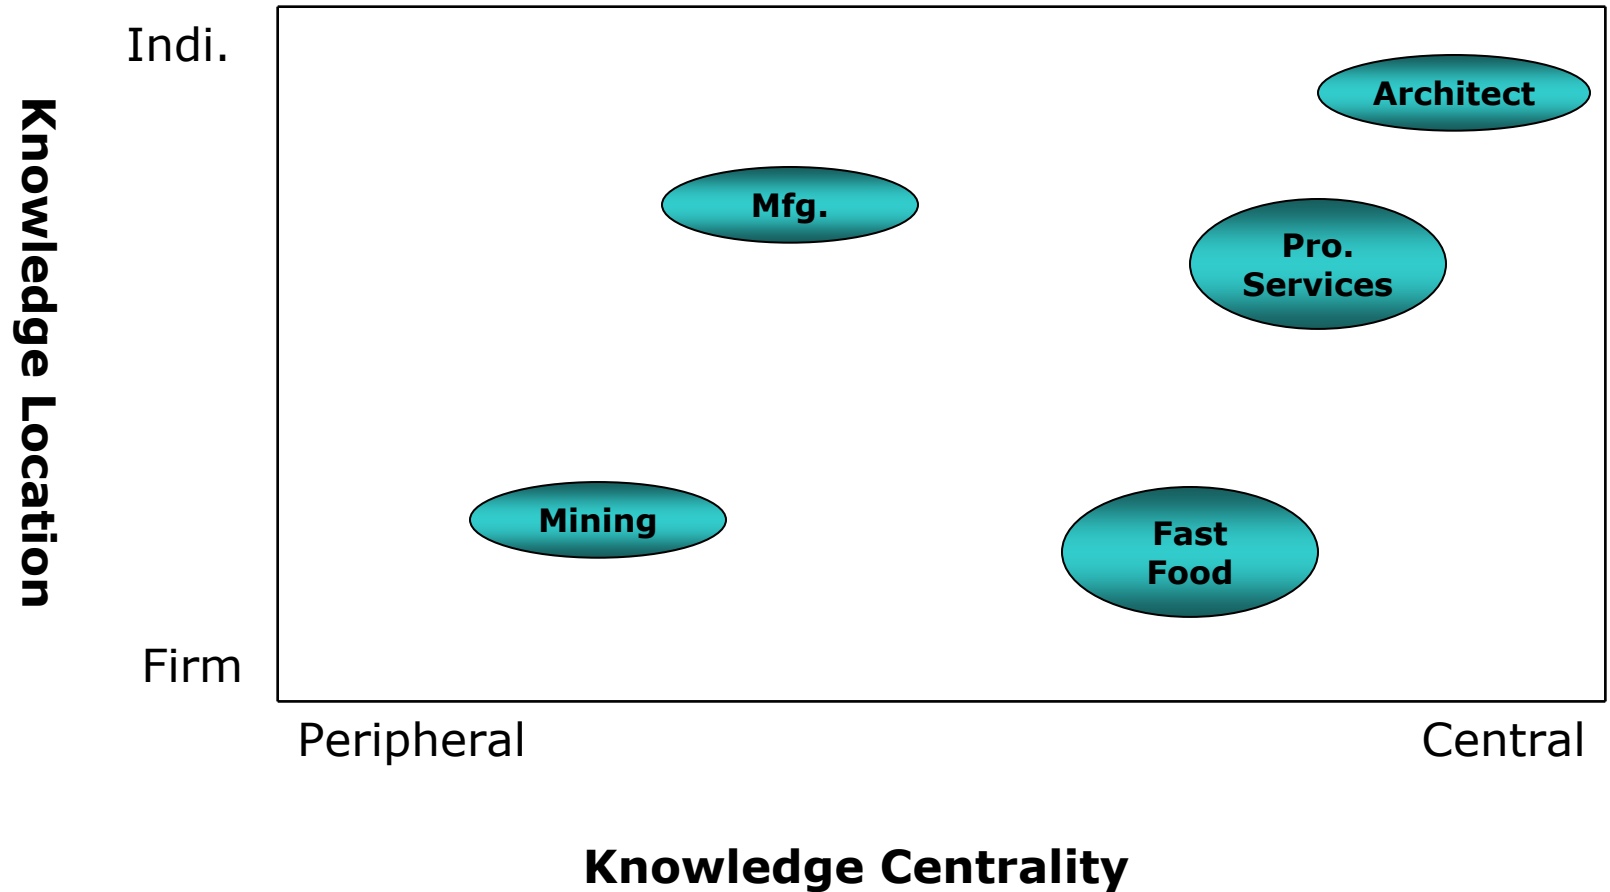 Indi.
Architect
Knowledge Location
Mfg.
Pro.
Services
Mining
Fast
Food
Firm
Peripheral
Central
Knowledge Centrality